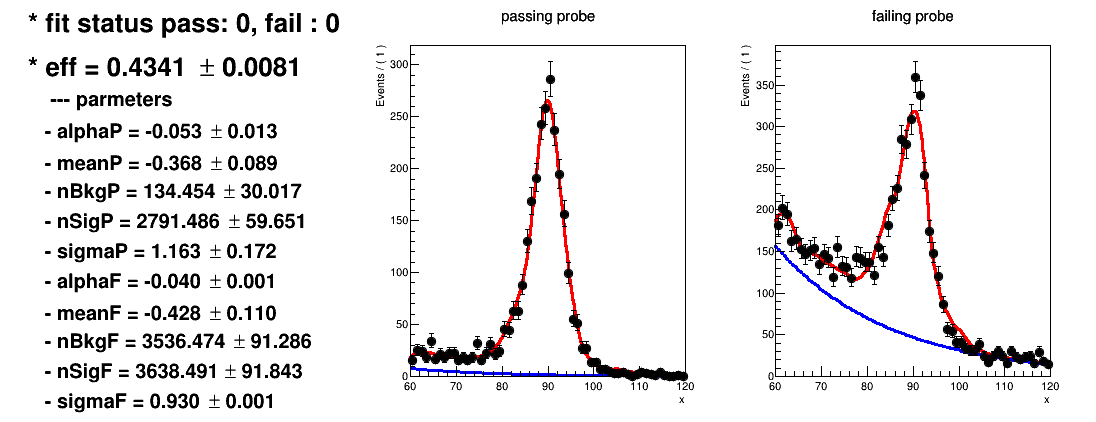 * fit status pass: 0, fail : 0
* eff = 0.4341 ± 0.0081
--- parmeters
- alphaP = -0.053 ± 0.013
- meanP = -0.368 ± 0.089
- nBkgP = 134.454 ± 30.017
- nSigP = 2791.486 ± 59.651
- sigmaP = 1.163 ± 0.172
- alphaF = -0.040 ± 0.001
- meanF = -0.428 ± 0.110
- nBkgF = 3536.474 ± 91.286
- nSigF = 3638.491 ± 91.843
- sigmaF = 0.930 ± 0.001
passing probe
Events / ( 1 )
300
250
200
150
100
50
0
60 70 80 90 100 110 120
x
failing probe
Events / ( 1 )
350
300
250
200
150
100
50
0
60 70 80 90 100 110 120
x